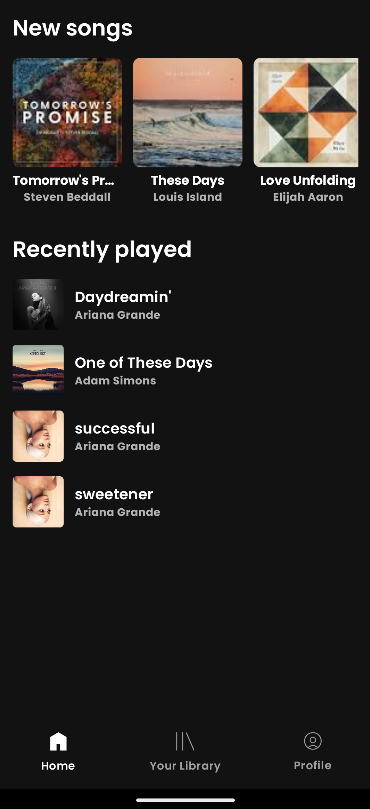 New songs
TOMORROW'S
PROMISE
Tomorrow's Pr...
Steven Beddall
These Days
Louis Island
Love Unfolding
Elijah Aaron
Recently played
Daydreamin'
Ariana Grande
One of These Days
Adam Simons
successful
Ariana Grande
sweetener
Ariana Grande
Home
Your Library
Profile